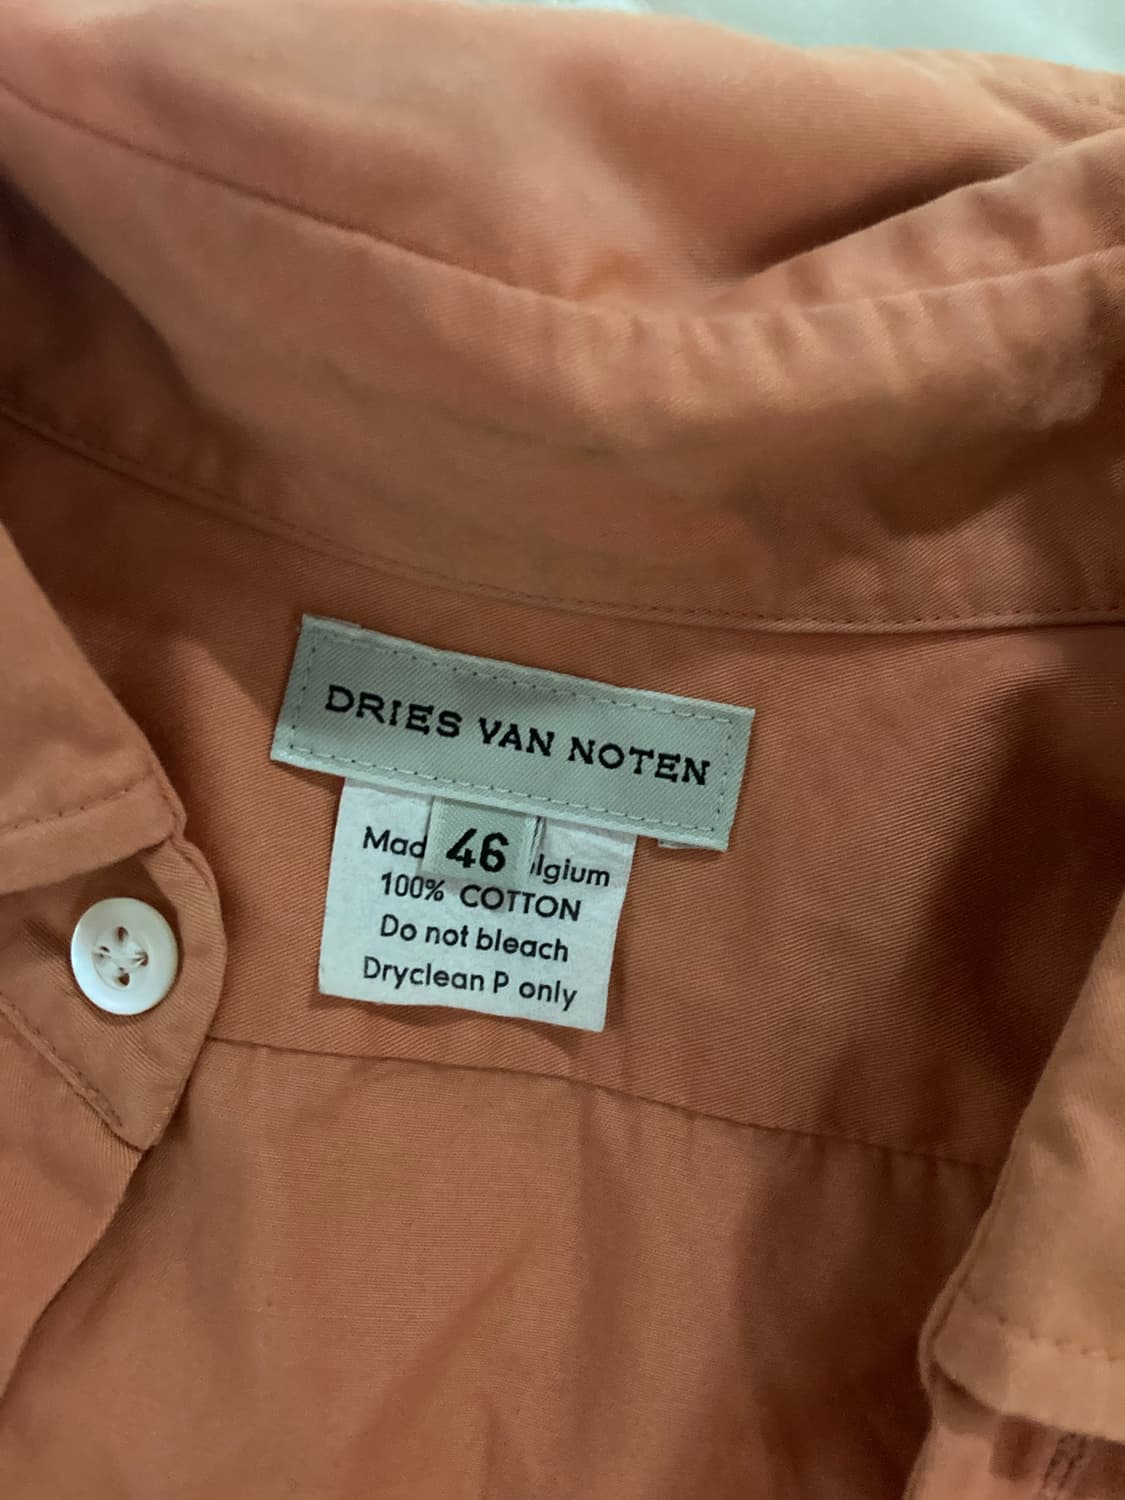 DRIES VAN NOTEN
46
Mad lgium
100% COTTON
Do not bleach
Dryclean P only